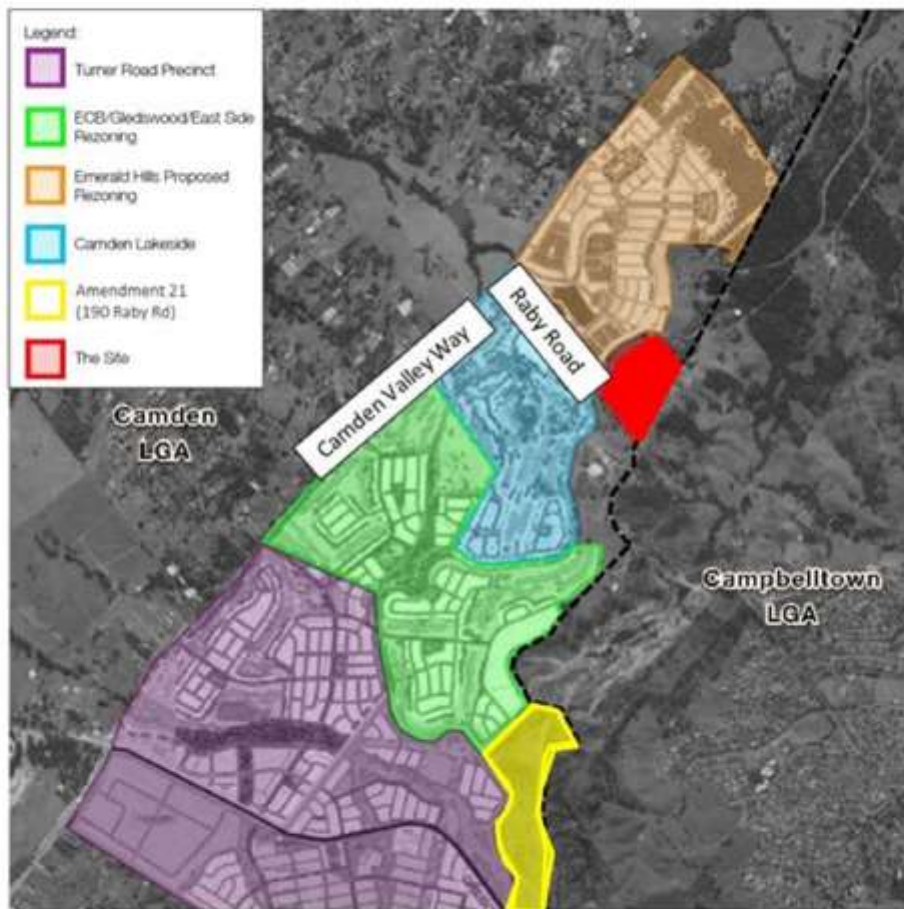 Legend:
Turner Road Precinct
ECB/Gledswood/East Side
Rezoning
Emerald Hills Proposed
Rezoning
Camden Lakeside
Amendment 21
(190 Raby Rd)
The Site
Raby Road
Camden Valley Way
Camden
LGA
Campbelltown
LGA